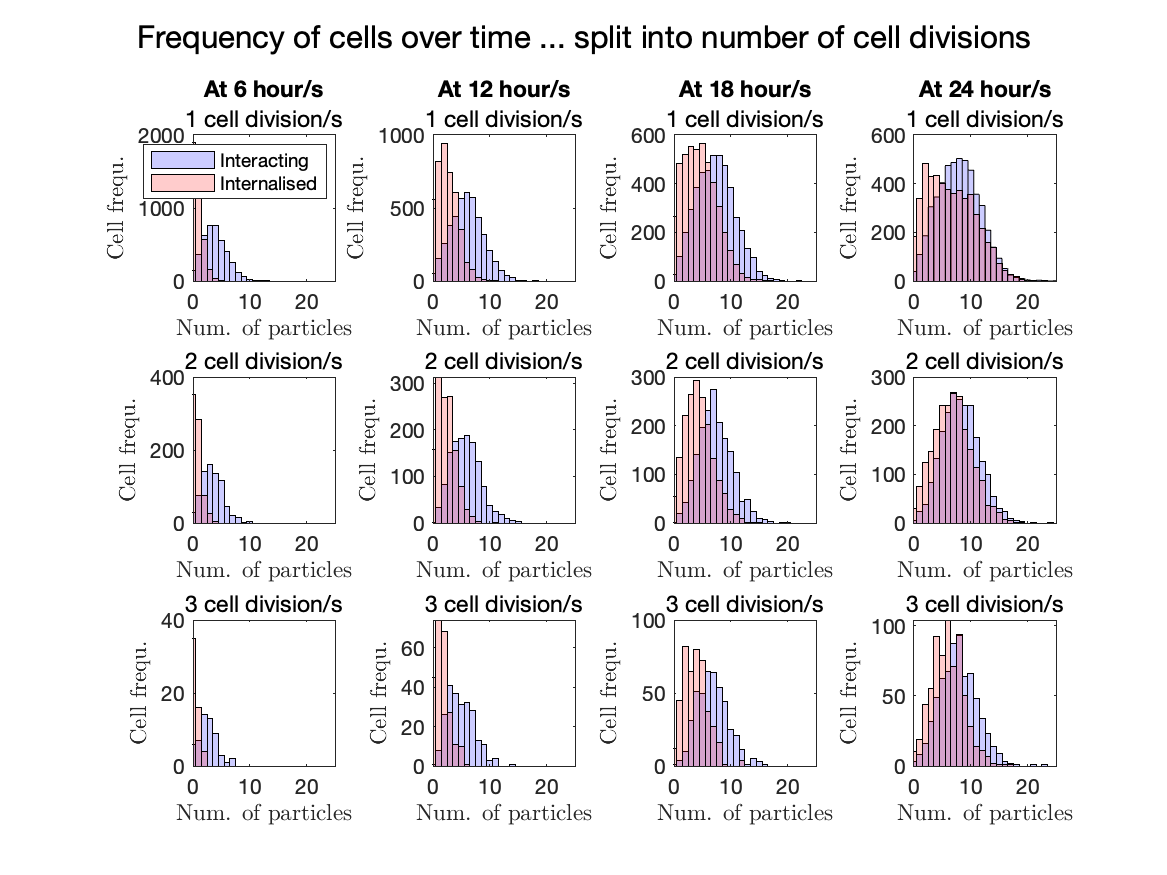 Frequency of cells over time ... split into number of cell divisions
At 6 hour/s At 12 hour/s At 18 hour/s At 24 hour/s
1 cell division/s 1 cell division/s 1 cell division/s 1 cell division/s
Interacting
Internalised
Cell frequ. Cell frequ. Cell frequ. Cell frequ.
2000 1000 0
1000 500 0
600 400 200 0
600 400 200 0
0 10 20 0 10 20 0 10 20 0 10 20
Num. of particles Num. of particles Num. of particles Num. of particles
2 cell division/s 2 cell division/s 2 cell division/s 2 cell division/s
Cell frequ. Cell frequ. Cell frequ. Cell frequ.
400 200 0
300 200 100 0
300 200 100 0
300 200 100 0
0 10 20 0 10 20 0 10 20 0 10 20
Num. of particles Num. of particles Num. of particles Num. of particles
3 cell division/s 3 cell division/s 3 cell division/s 3 cell division/s
Cell frequ. Cell frequ. Cell frequ. Cell frequ.
40 20 0
60 40 20 0
100 50 0
100 50 0
0 10 20 0 10 20 0 10 20 0 10 20
Num. of particles Num. of particles Num. of particles Num. of particles